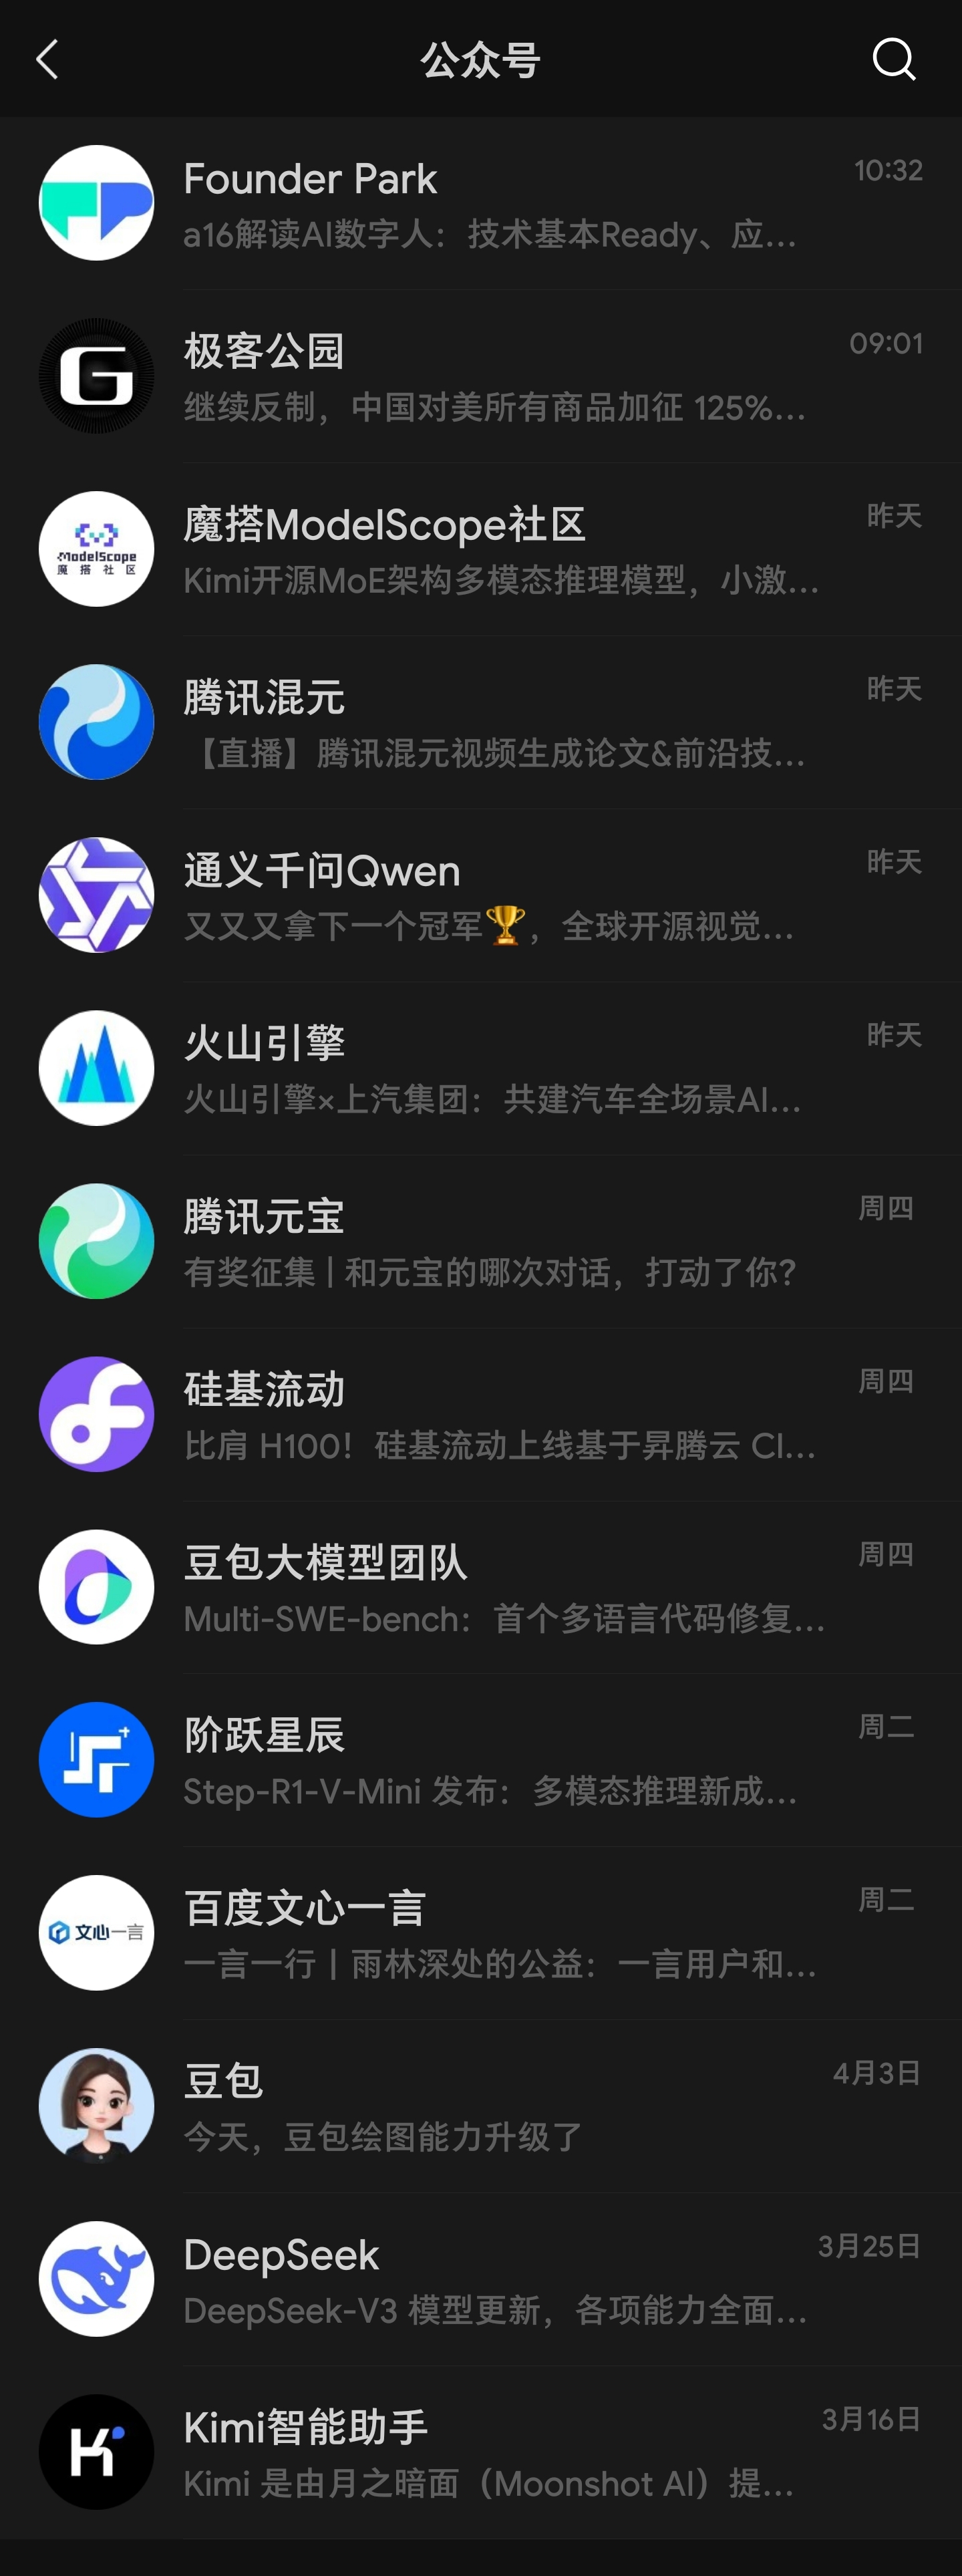 公众号
Founder Park
10:32
a16解读AI数字人：技术基本Ready、应...
极客公园
09:01
继续反制，中国对美所有商品加征 125%...
ModelScope
魔 搭 社 区
魔搭ModelScope社区
昨天
Kimi开源MoE架构多模态推理模型，小激...
腾讯混元
昨天
【直播】腾讯混元视频生成论文&前沿技...
通义千问Qwen
昨天
又又又拿下一个冠军🏆，全球开源视觉...
火山引擎
昨天
火山引擎×上汽集团：共建汽车全场景AI...
腾讯元宝
周四
有奖征集 | 和元宝的哪次对话，打动了你?
硅基流动
周四
比肩 H100！硅基流动上线基于昇腾云 Cl...
豆包大模型团队
周四
Multi-SWE-bench：首个多语言代码修复...
阶跃星辰
周二
Step-R1-V-Mini 发布：多模态推理新成...
文心一言
百度文心一言
周二
一言一行丨雨林深处的公益：一言用户和...
豆包
4月3日
今天，豆包绘图能力升级了
DeepSeek
3月25日
DeepSeek-V3 模型更新，各项能力全面...
Kimi智能助手
3月16日
Kimi 是由月之暗面（Moonshot AI）提...